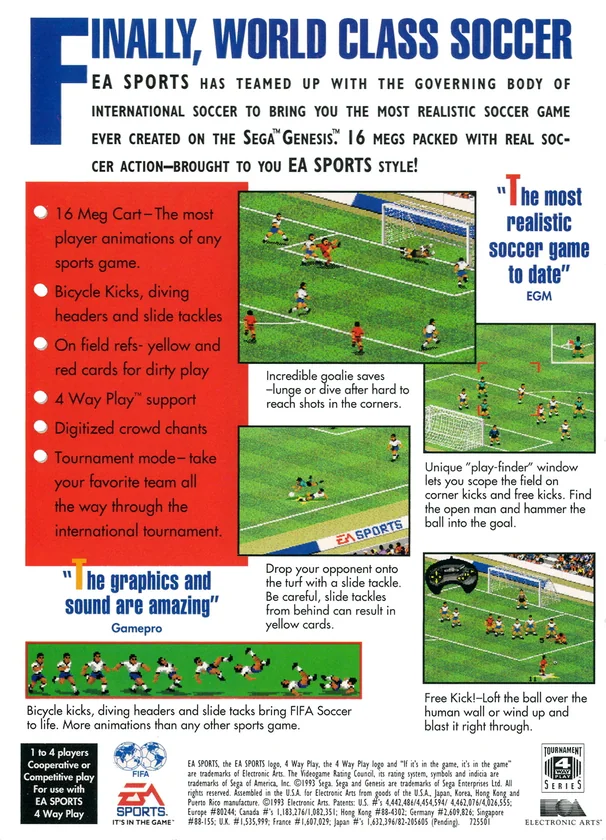 FINALLY, WORLD CLASS SOCCER
EA SPORTS HAS TEAMED UP WITH THE GOVERNING BODY OF
INTERNATIONAL SOCCER TO BRING YOU THE MOST REALISTIC SOCCER GAME
EVER CREATED ON THE SEGA™ GENESIS™. 16 MEGS PACKED WITH REAL SOC-
CER ACTION—BROUGHT TO YOU EA SPORTS STYLE!
16 Meg Cart–The most
player animations of any
sports game.
Bicycle Kicks, diving
headers and slide tackles
On field refs- yellow and
red cards for dirty play
4 Way Play™ support
Digitized crowd chants
Tournament mode– take
your favorite team all
the way through the
international tournament.
"The most
realistic
soccer game
to date"
EGM
Incredible goalie saves
–lunge or dive after hard to
reach shots in the corners.
Unique "play-finder" window
lets you scope the field on
corner kicks and free kicks. Find
the open man and hammer the
ball into the goal.
EA SPORTS
Drop your opponent onto
the turf with a slide tackle.
Be careful, slide tackles
from behind can result in
yellow cards.
"The graphics and
sound are amazing"
Gamepro
Bicycle kicks, diving headers and slide tacks bring FIFA Soccer
to life. More animations than any other sports game.
Free Kick!–Loft the ball over the
human wall or wind up and
blast it right through.
1 to 4 players
Cooperative or
Competitive play
For use with
EA SPORTS
4 Way Play
FIFA
EA
SPORTS™
IT'S IN THE GAME™
EA SPORTS, the EA SPORTS logo, 4 Way Play, the 4 Way Play logo and "If it's in the game, it's in the game"
are trademarks of Electronic Arts. The Videogame Rating Council, its rating system, symbols and indicia are
trademarks of Sega of America, Inc. ©1993 Sega. Sega and Genesis are trademarks of Sega Enterprises Ltd. All
rights reserved. Assembled in the U.S.A. for Electronic Arts from goods of the U.S.A., Japan, Korea, Hong Kong and
Puerto Rico manufacture. ©1993 Electronic Arts. Patents: U.S. #'s 4,442,486/4,454,594/ 4,462,076/4,026,555;
Europe #80244; Canada #'s 1,183,276/1,082,351; Hong Kong #88-4302; Germany #2,609,826; Singapore
#88-155; U.K. #1,535,999; France #1,607,029; Japan #'s 1,632,396/82-205605 (Pending). 725501
TOURNAMENT
4
WAY
PLAY
SERIES
ELECTRONIC ARTS®